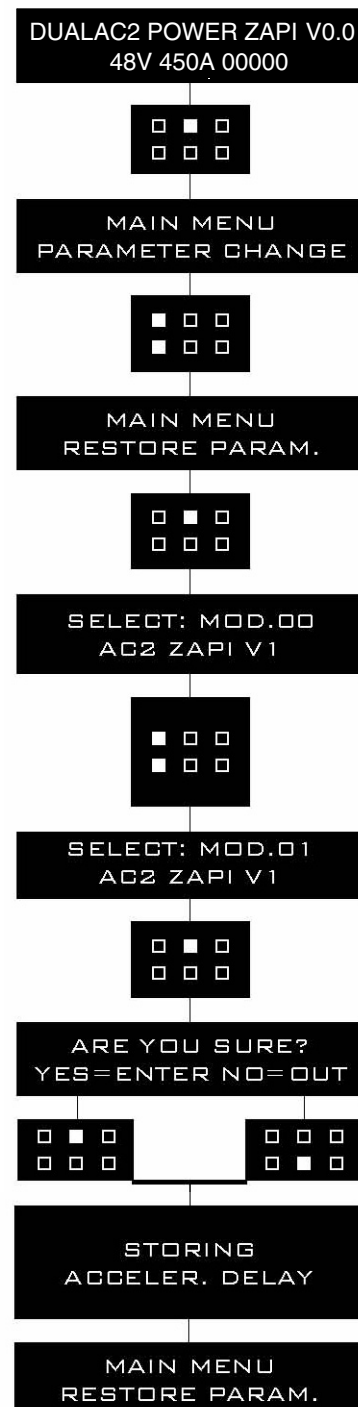 DUALAC2 POWER ZAPI V0.0
48V 450A 00000
MAIN MENU
PARAMETER CHANGE
MAIN MENU
RESTORE PARAM.
SELECT: MOD.00
AC2 ZAPI V1
SELECT: MOD.01
AC2 ZAPI V1
ARE YOU SURE?
YES=ENTER NO=OUT
STORING
ACCELER. DELAY
MAIN MENU
RESTORE PARAM.